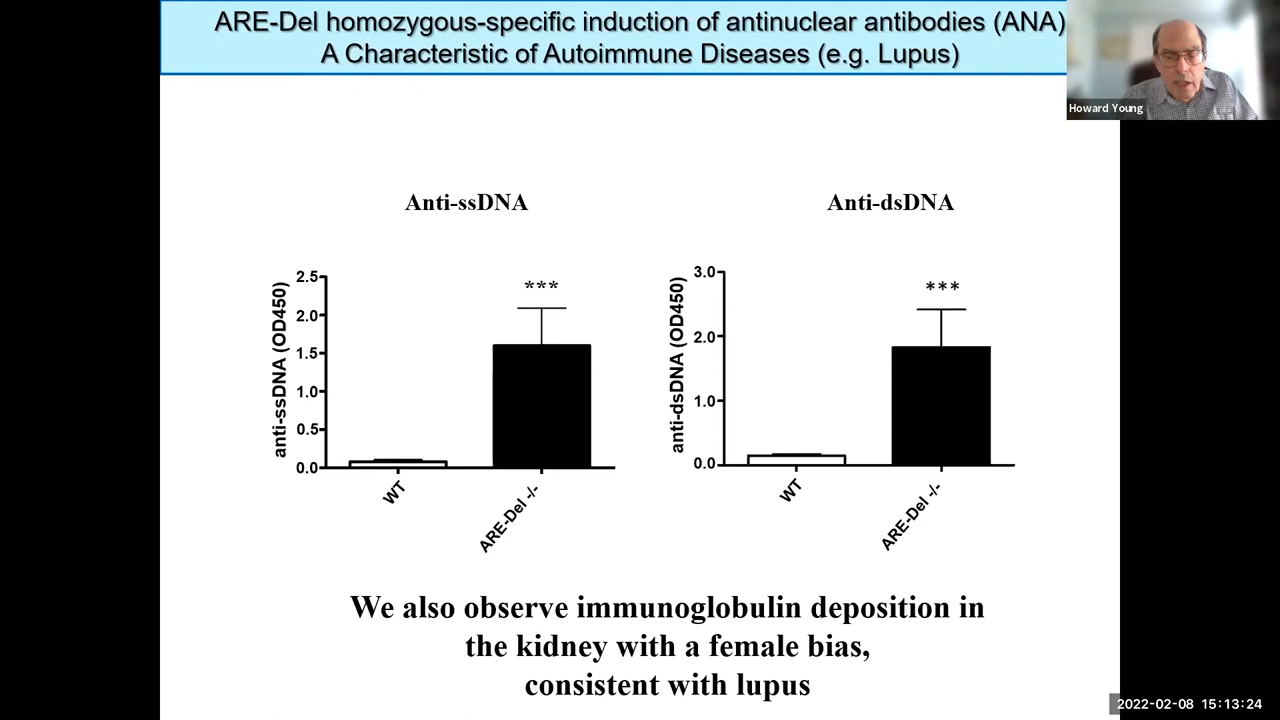 ARE-Del homozygous-specific induction of antinuclear antibodies (ANA)
A Characteristic of Autoimmune Diseases (e.g. Lupus)
Howard Young
Anti-ssDNA
Anti-dsDNA
anti-ssDNA (OD450)
2.5
2.0
1.5
1.0
0.5
0.0
***
WT
ARE-Del -/-
anti-dsDNA (OD450)
3.0
2.0
1.0
0.0
***
WT
ARE-Del -/-
We also observe immunoglobulin deposition in
the kidney with a female bias,
consistent with lupus
2022-02-08 15:13:24